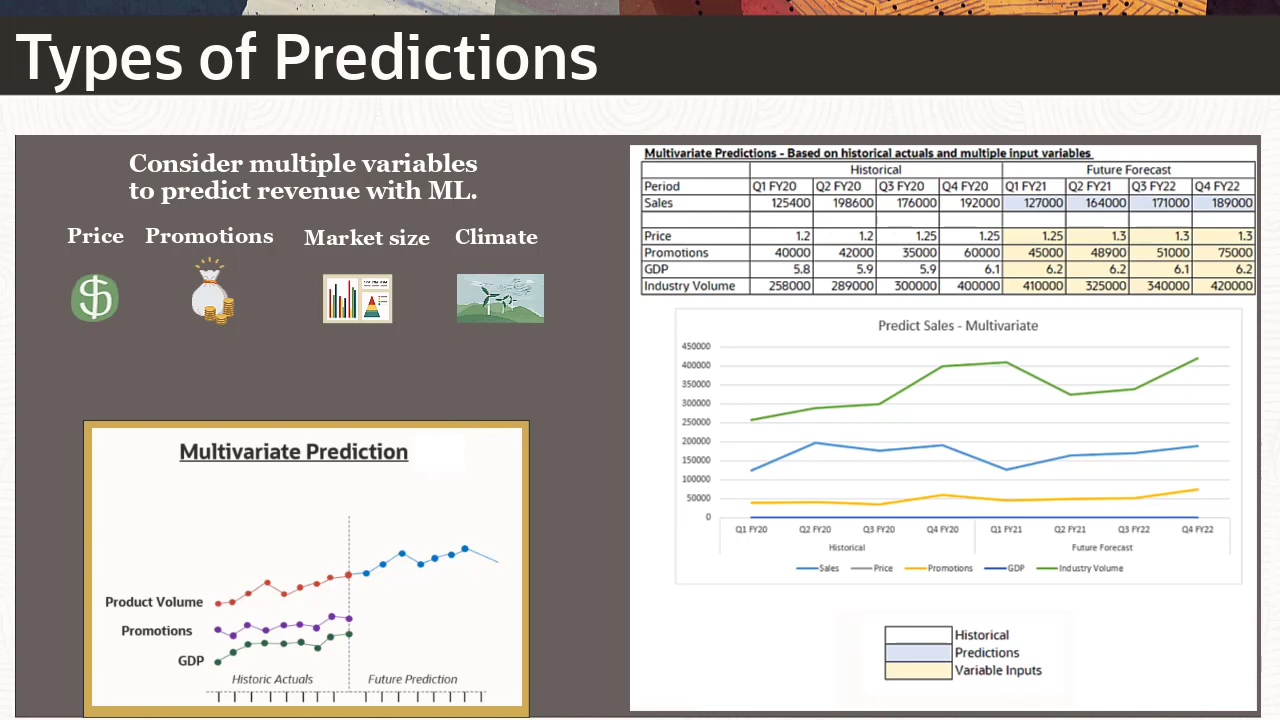 Types of Predictions
Consider multiple variables
to predict revenue with ML.
Price Promotions Market size Climate
Multivariate Prediction
Product Volume
Promotions
GDP
Historic Actuals Future Prediction
Multivariate Predictions - Based on historical actuals and multiple input variables
Historical Future Forecast
Period Q1 FY20 Q2 FY20 Q3 FY20 Q4 FY20 Q1 FY21 Q2 FY21 Q3 FY22 Q4 FY22
Sales 125400 198600 176000 192000 127000 164000 171000 189000
Price 1.2 1.2 1.25 1.25 1.25 1.3 1.3 1.3
Promotions 40000 42000 35000 60000 45000 48900 51000 75000
GDP 5.8 5.9 5.9 6.1 6.2 6.2 6.1 6.2
Industry Volume 258000 289000 300000 400000 410000 325000 340000 420000
Predict Sales - Multivariate
450000
400000
350000
300000
250000
200000
150000
100000
50000
0
Q1 FY20 Q2 FY20 Q3 FY20 Q4 FY20 Q1 FY21 Q2 FY21 Q3 FY22 Q4 FY22
Historical Future Forecast
Sales Price Promotions GDP Industry Volume
Historical
Predictions
Variable Inputs